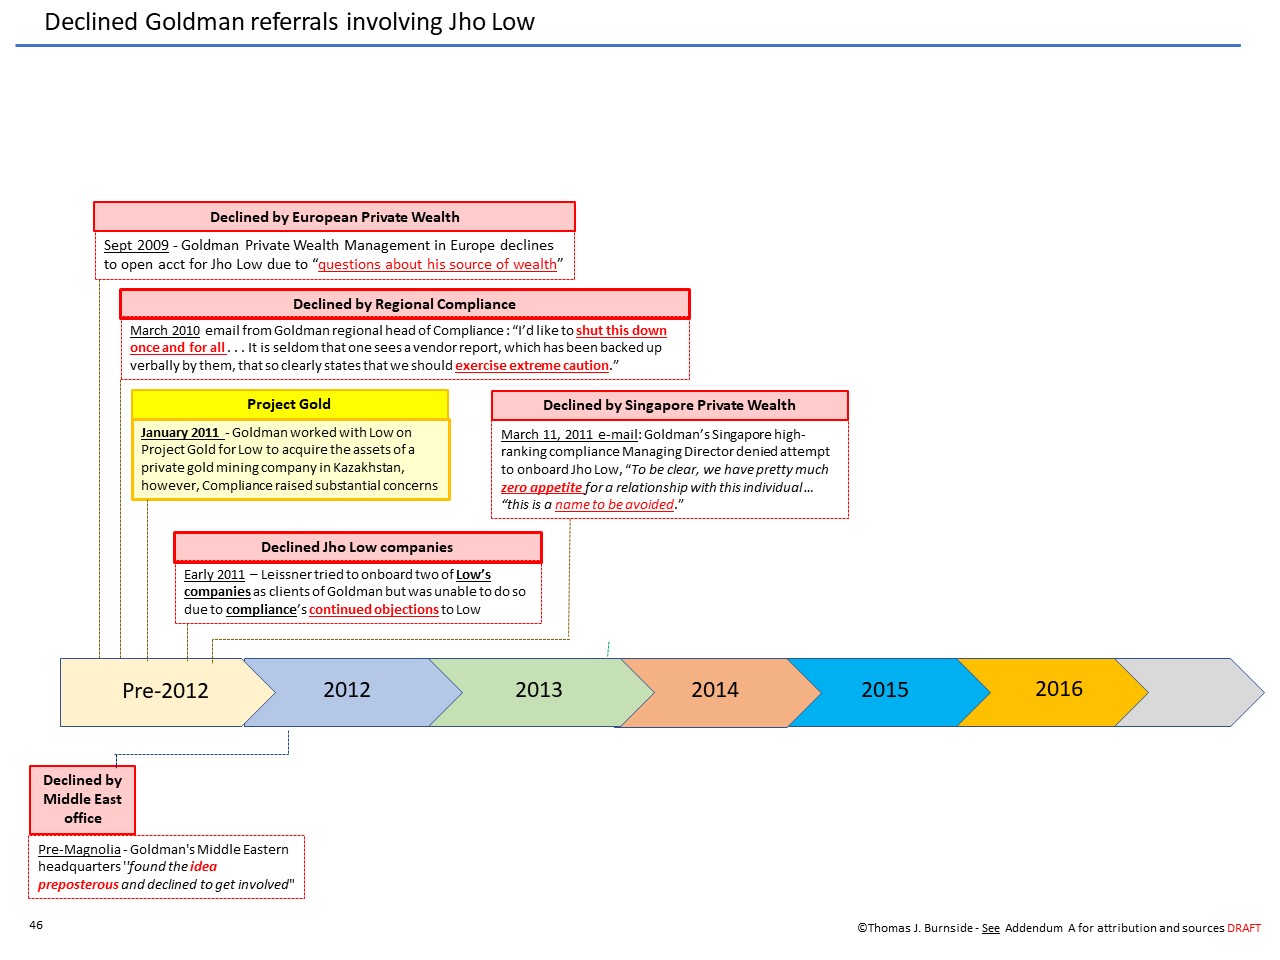 Declined Goldman referrals involving Jho Low
Declined by European Private Wealth
Sept 2009 - Goldman Private Wealth Management in Europe declines
to open acct for Jho Low due to “questions about his source of wealth”
Declined by Regional Compliance
March 2010 email from Goldman regional head of Compliance : “I’d like to shut this down
once and for all . . . It is seldom that one sees a vendor report, which has been backed up
verbally by them, that so clearly states that we should exercise extreme caution.”
Project Gold
January 2011 - Goldman worked with Low on
Project Gold for Low to acquire the assets of a
private gold mining company in Kazakhstan,
however, Compliance raised substantial concerns
Declined by Singapore Private Wealth
March 11, 2011 e-mail: Goldman’s Singapore high-
ranking compliance Managing Director denied attempt
to onboard Jho Low, “To be clear, we have pretty much
zero appetite for a relationship with this individual…
“this is a name to be avoided.”
Declined Jho Low companies
Early 2011 – Leissner tried to onboard two of Low’s
companies as clients of Goldman but was unable to do so
due to compliance’s continued objections to Low
Pre-2012
2012
2013
2014
2015
2016
Declined by
Middle East
office
Pre-Magnolia - Goldman's Middle Eastern
headquarters ''found the idea
preposterous and declined to get involved"
46
©Thomas J. Burnside - See Addendum A for attribution and sources DRAFT